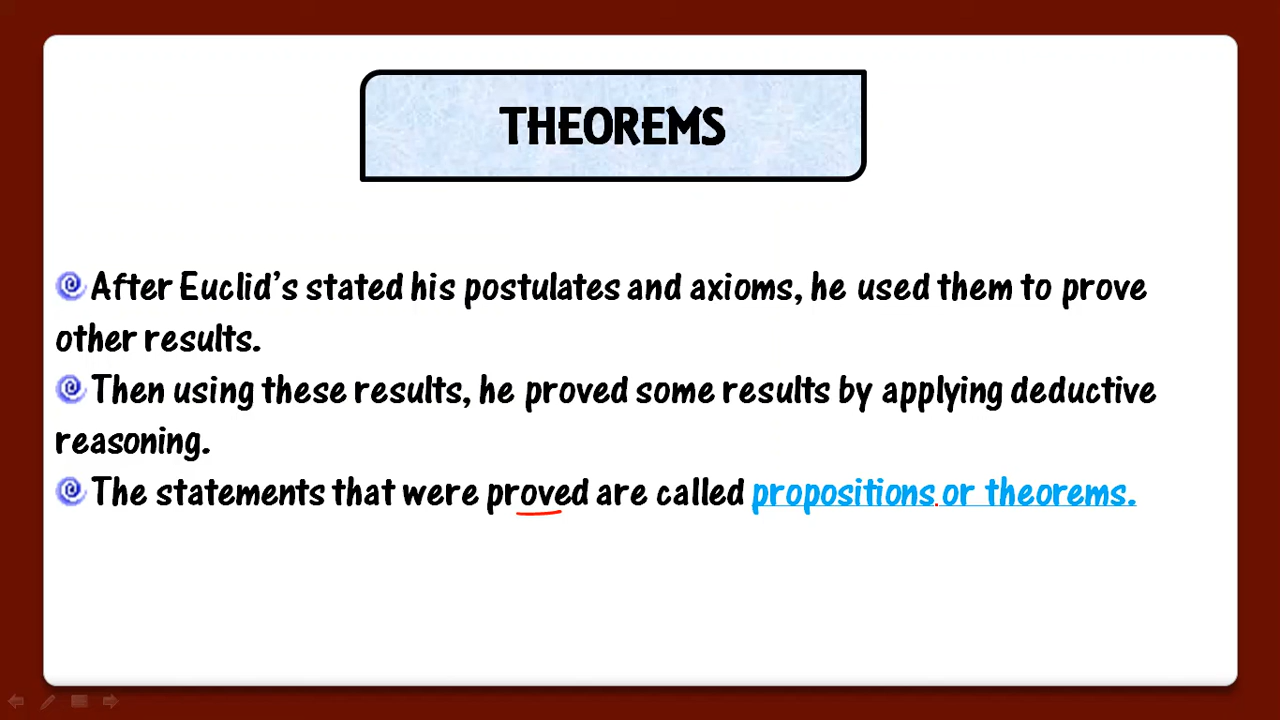 THEOREMS
After Euclid's stated his postulates and axioms, he used them to prove
other results.
Then using these results, he proved some results by applying deductive
reasoning.
The statements that were proved are called propositions or theorems.